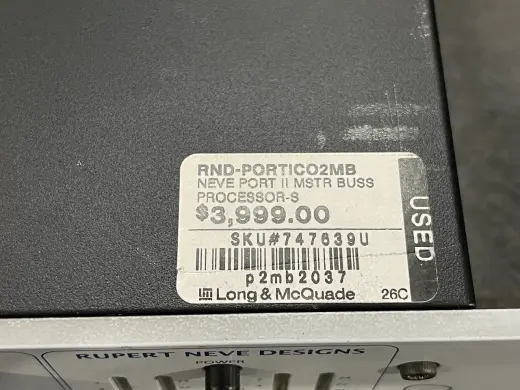 RND-PORTICO2MB
NEVE PORT II MSTR BUSS
PROCESSOR-S
$3,999.00
SKU#747639U
p2mb2037
Long & McQuade 26C
USED
RUPERT NEVE DESIGNS
POWER